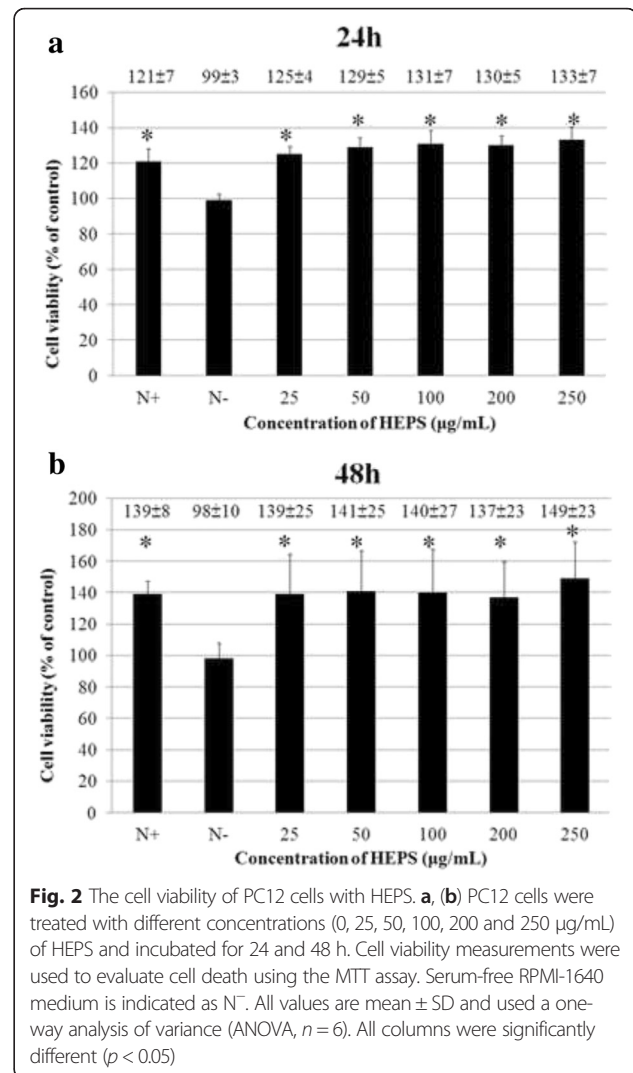 a
24h
121±7 99±3 125±4 129±5 131±7 130±5 133±7
160
140
120
100
80
60
40
20
0
* * * * * *
Cell viablity (% of control)
N+ N- 25 50 100 200 250
Concentration of HEPS (µg/mL)
b
48h
139±8 98±10 139±25 141±25 140±27 137±23 149±23
200
180
160
140
120
100
80
60
40
20
0
* * * * * *
Cell viability (% of control)
N+ N- 25 50 100 200 250
Concentration of HEPS (µg/mL)
Fig. 2 The cell viability of PC12 cells with HEPS. a, (b) PC12 cells were
treated with different concentrations (0, 25, 50, 100, 200 and 250 µg/mL)
of HEPS and incubated for 24 and 48 h. Cell viability measurements were
used to evaluate cell death using the MTT assay. Serum-free RPMI-1640
medium is indicated as N⁻. All values are mean ± SD and used a one-
way analysis of variance (ANOVA, n = 6). All columns were significantly
different (p < 0.05)